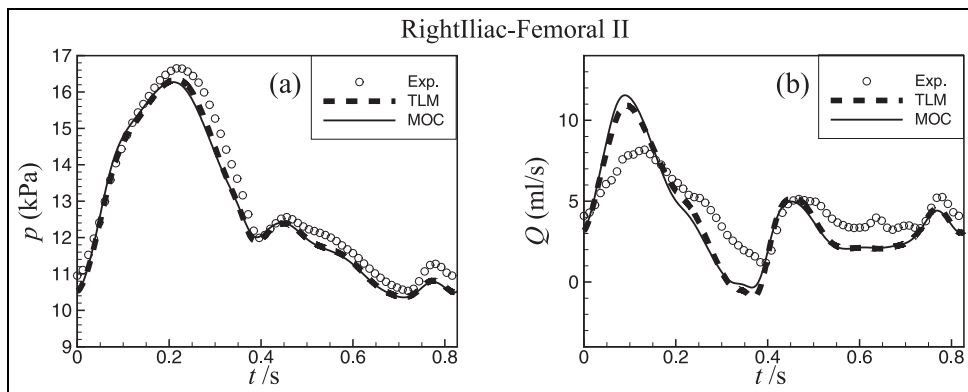 RightIliac-Femoral II
(a)
Exp.
TLM
MOC
p (kPa)
17
16
15
14
13
12
11
10
9
0 0.2 0.4 0.6 0.8
t /s
(b)
Exp.
TLM
MOC
Q (ml/s)
10
5
0
0 0.2 0.4 0.6 0.8
t /s